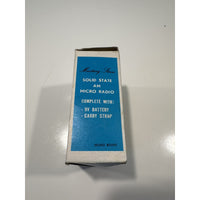 SOLID STATE
AM
MICRO RADIO
COMPLETE WITH:
- 9V BATTERY
- CARRY STRAP